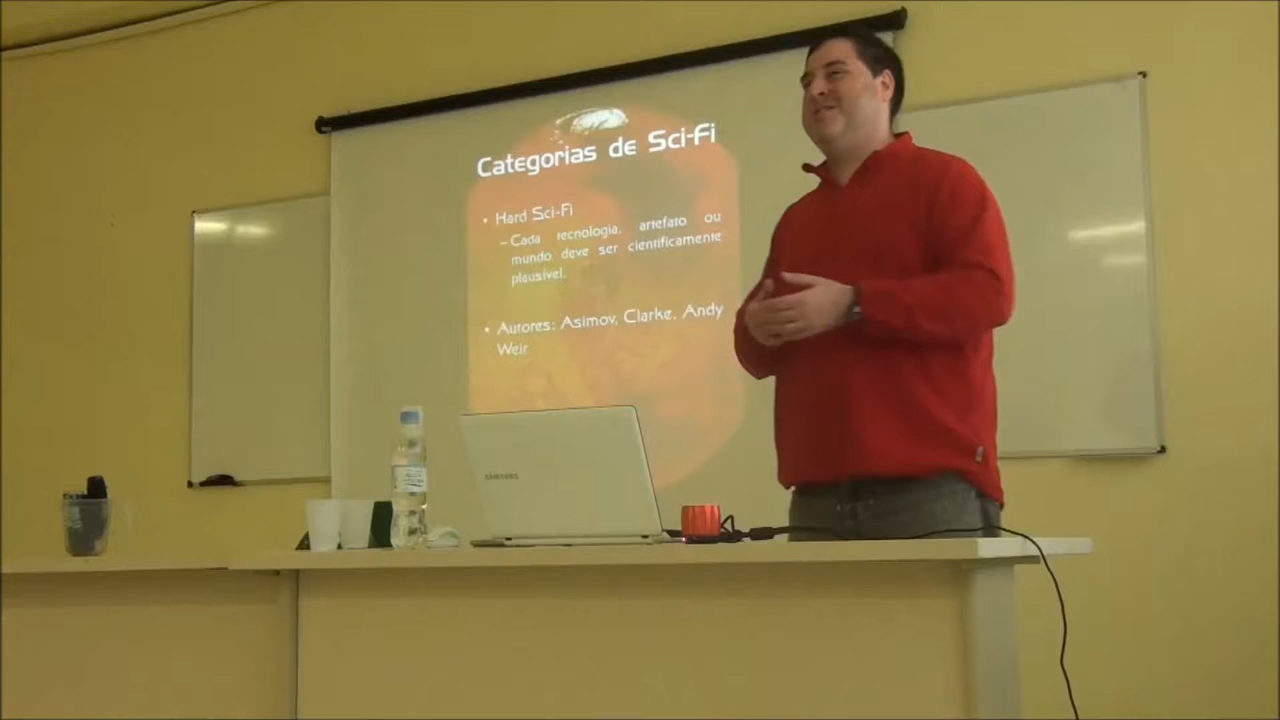 Categorias de Sci-Fi
• Hard Sci-Fi
– Cada tecnologia, artefato ou
mundo deve ser cientificamente
plausível.
• Autores: Asimov, Clarke, Andy
Weir
SAMSUNG